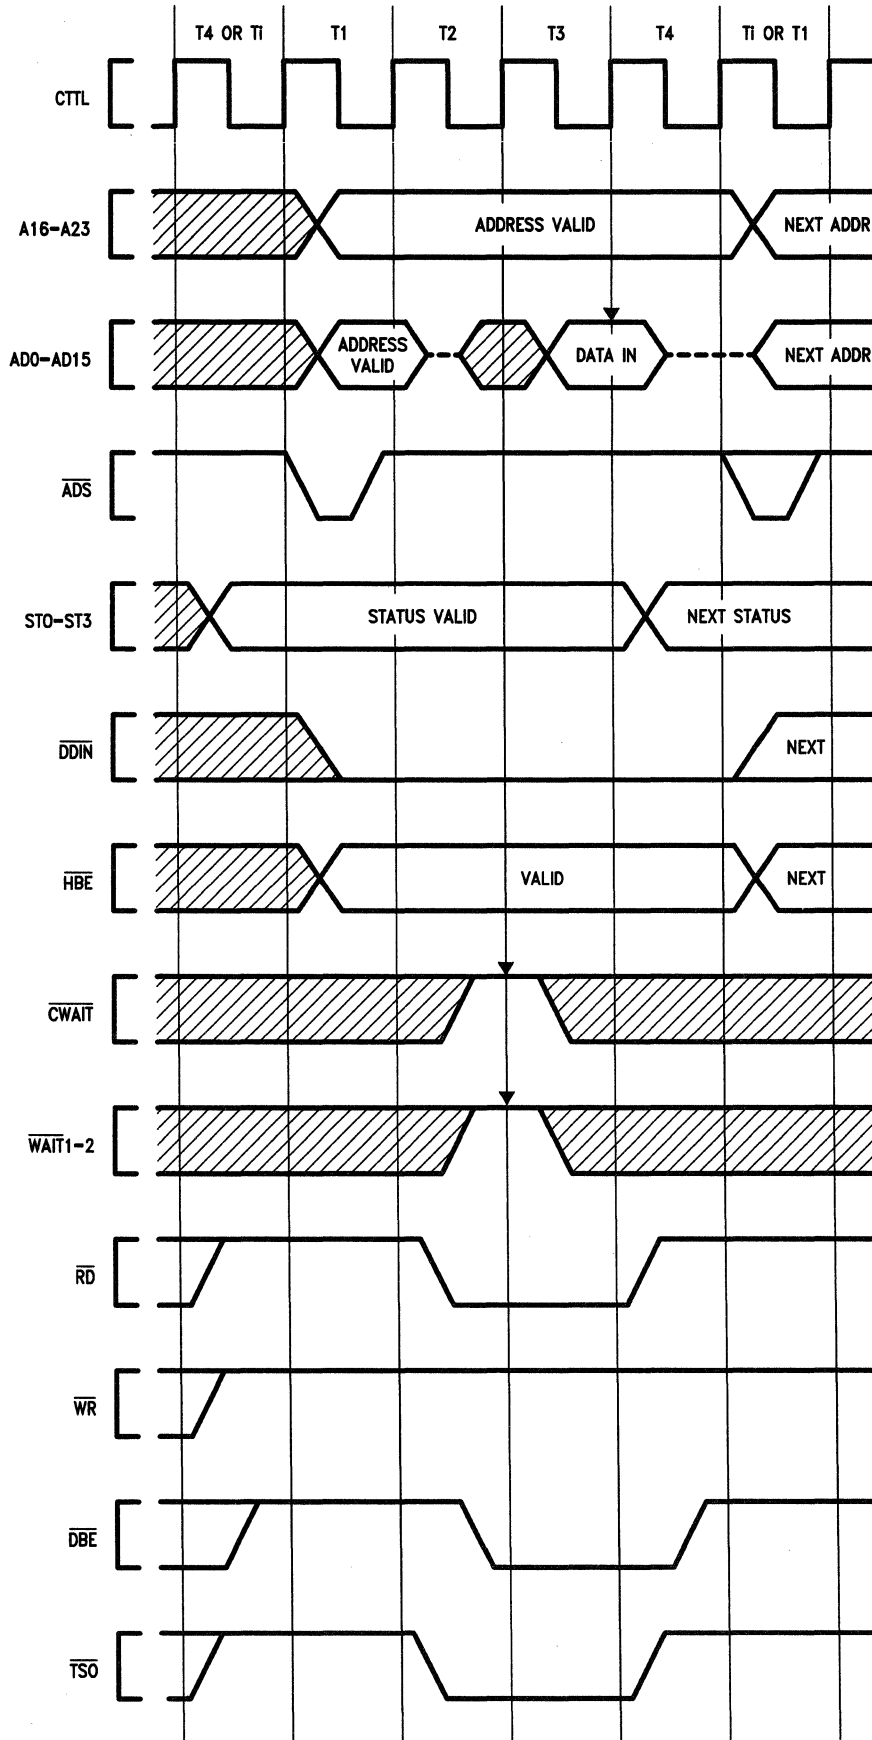 T4 OR Ti T1 T2 T3 T4 Ti OR T1
CTTL
A16-A23 ADDRESS VALID NEXT ADDR
AD0-AD15 ADDRESS VALID DATA IN NEXT ADDR
ADS
ST0-ST3 STATUS VALID NEXT STATUS
DDIN NEXT
HBE VALID NEXT
CWAIT
WAIT1-2
RD
WR
DBE
TSO